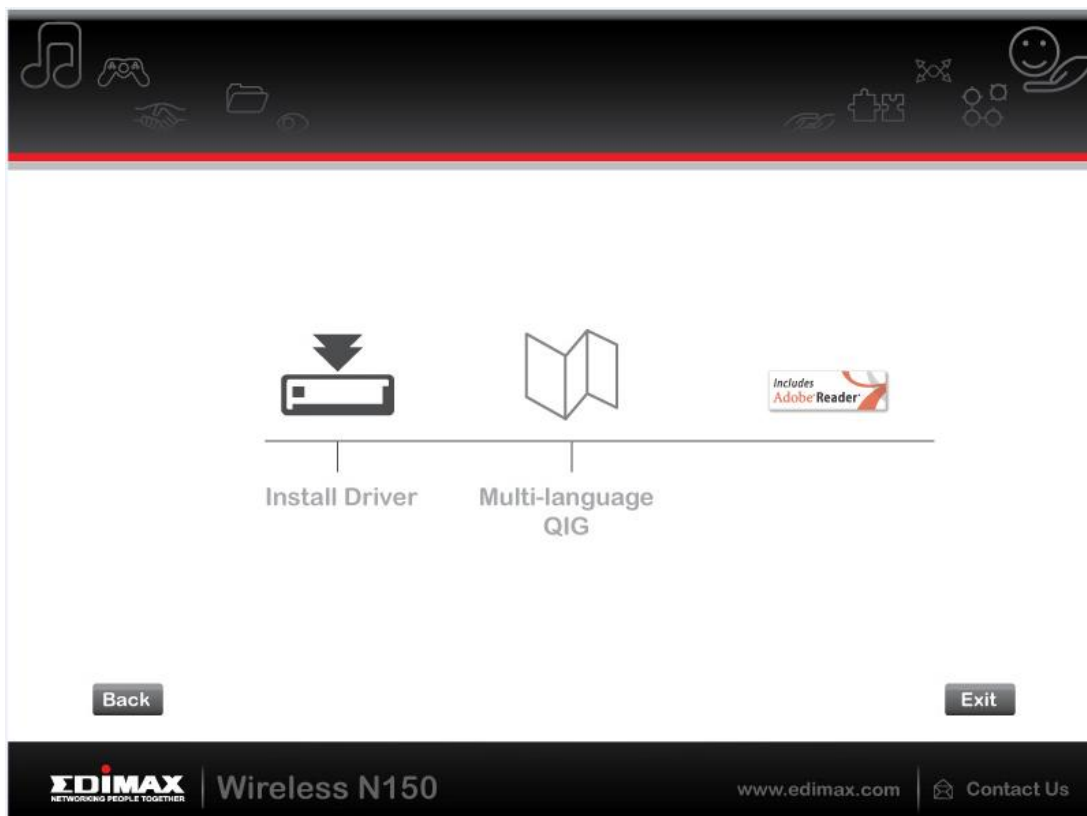 Includes
Adobe Reader
Install Driver
Multi-language
QIG
Back
Exit
EDIMAX
NETWORKING PEOPLE TOGETHER
Wireless N150
www.edimax.com
Contact Us